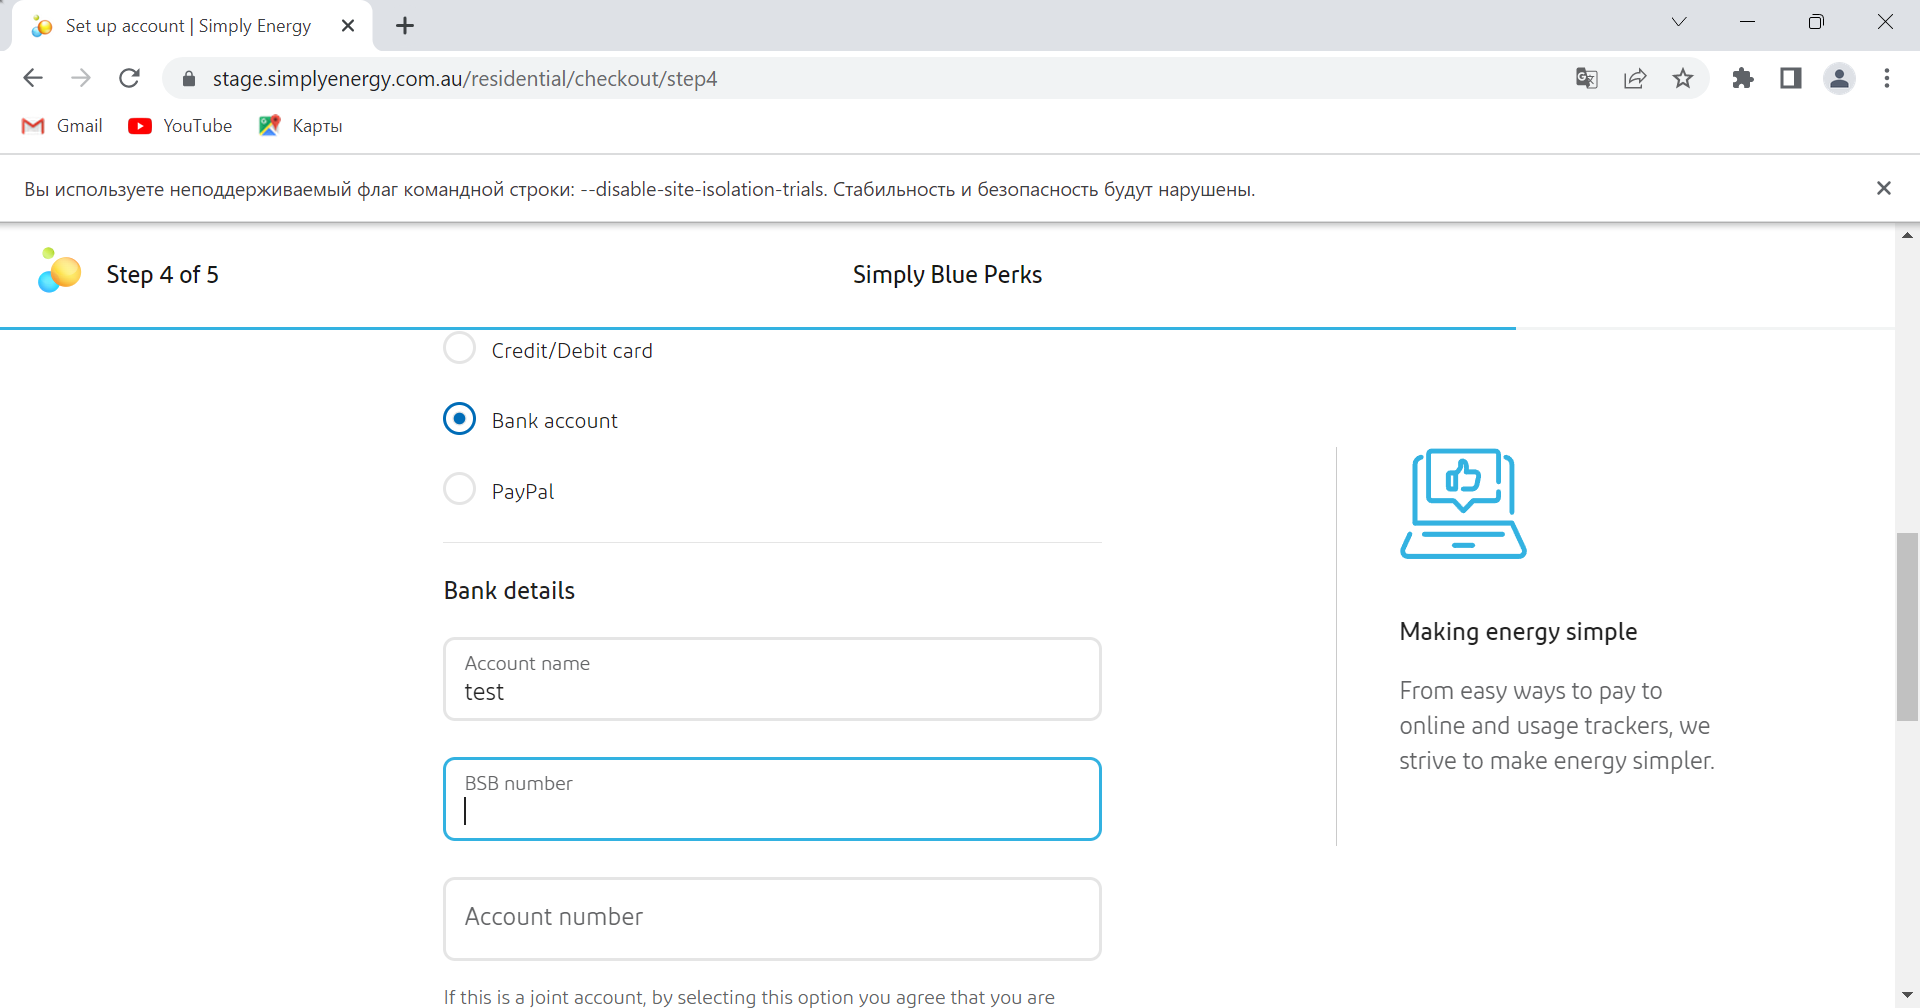 Set up account | Simply Energy
stage.simplyenergy.com.au/residential/checkout/step4
Gmail
YouTube
Карты
Вы используете неподдерживаемый флаг командной строки: --disable-site-isolation-trials. Стабильность и безопасность будут нарушены.
Step 4 of 5
Simply Blue Perks
Credit/Debit card
Bank account
PayPal
Bank details
Account name
test
BSB number
Account number
If this is a joint account, by selecting this option you agree that you are
Making energy simple
From easy ways to pay to
online and usage trackers, we
strive to make energy simpler.